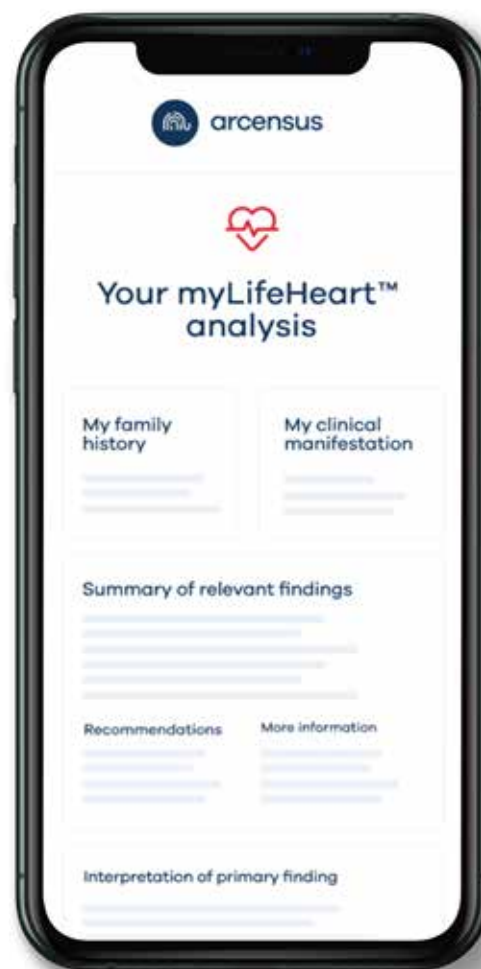 arcensus
Your myLifeHeart™
analysis
My family
history
My clinical
manifestation
Summary of relevant findings
Recommendations
More information
Interpretation of primary finding